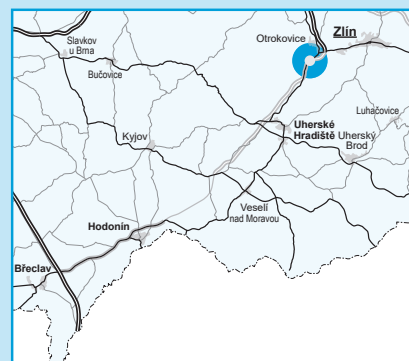 Otrokovice
Zlín
Slavkov
u Brna
Bučovice
Luhačovice
Uherské
Hradiště
Uherský
Brod
Kyjov
Veselí
nad Moravou
Hodonín
Břeclav